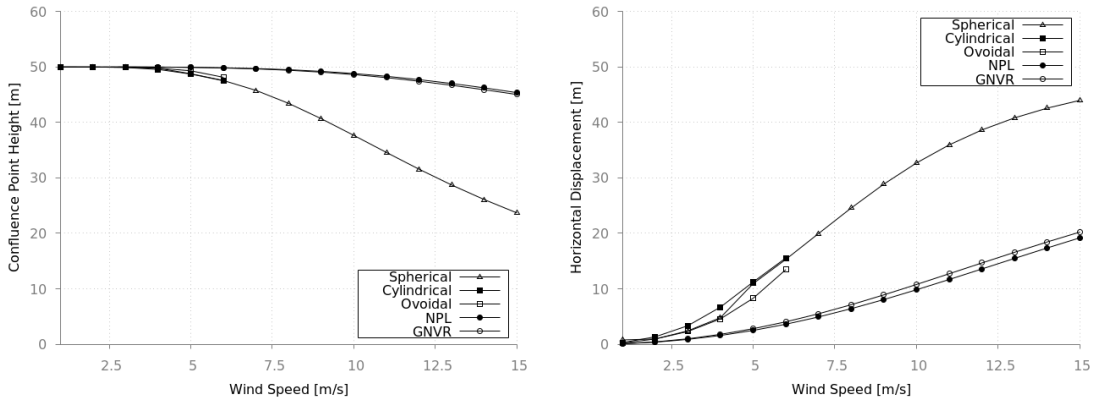 60
50
40
30
20
10
0
Confluence Point Height [m]
Spherical
Cylindrical
Ovoidal
NPL
GNVR
2.5
5
7.5
10
12.5
15
Wind Speed [m/s]
60
50
40
30
20
10
0
Horizontal Displacement [m]
Spherical
Cylindrical
Ovoidal
NPL
GNVR
2.5
5
7.5
10
12.5
15
Wind Speed [m/s]